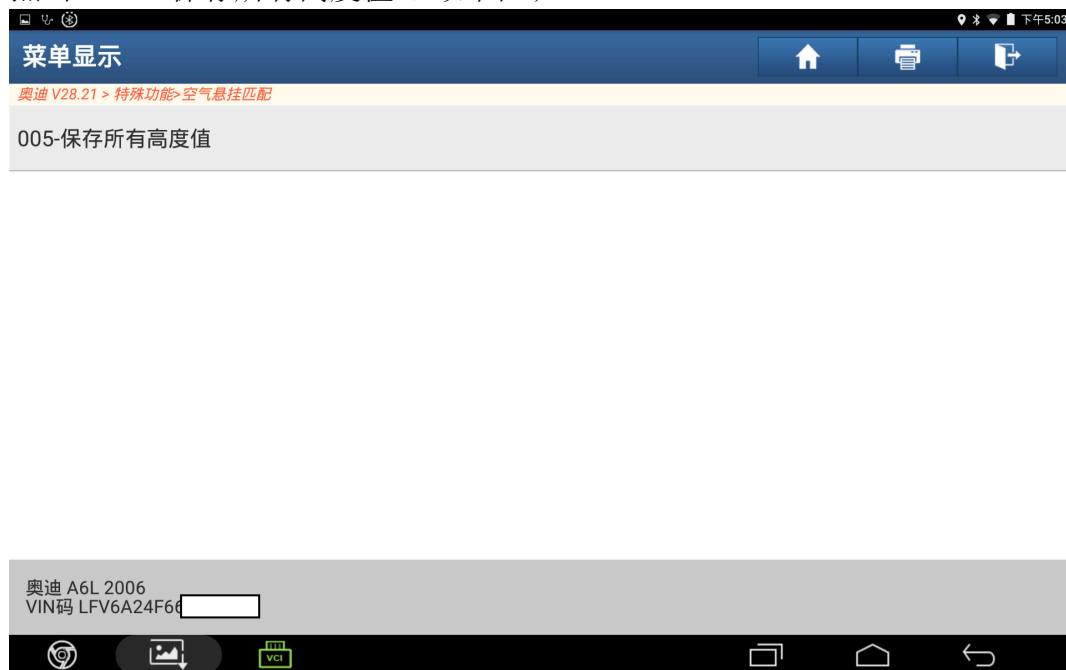 下午5:03
菜单显示
奥迪 V28.21 > 特殊功能>空气悬挂匹配
005-保存所有高度值
奥迪 A6L 2006
VIN码 LFV6A24F66
VCI